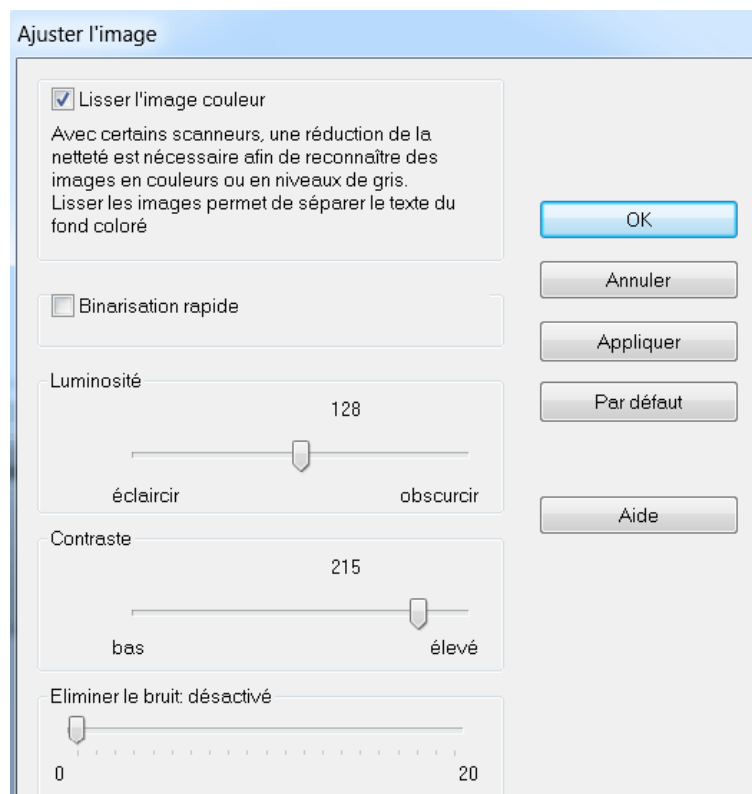 Ajuster l'image
Lisser l'image couleur
Avec certains scanneurs, une réduction de la
netteté est nécessaire afin de reconnaître des
images en couleurs ou en niveaux de gris.
Lisser les images permet de séparer le texte du
fond coloré
OK
Annuler
Binarisation rapide
Appliquer
Luminosité
128
Par défaut
éclaircir obscurcir
Aide
Contraste
215
bas élevé
Eliminer le bruit: désactivé
0 20